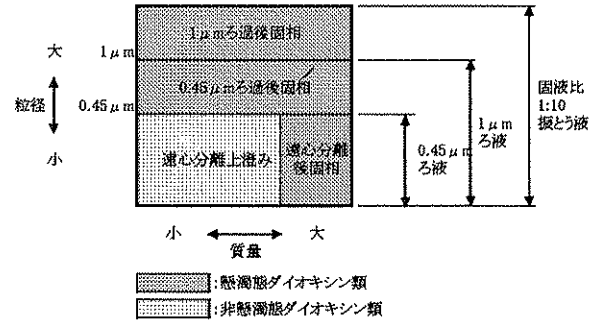 1μmろ過後固相
大
1μm
0.45μmろ過後固相
粒径
0.45μm
小
遠心分離上澄み
遠心分離
後固相
0.45μm
ろ液
1μm
ろ液
固液比
1:10
振とう液
小
大
質量
:懸濁態ダイオキシン類
:非懸濁態ダイオキシン類